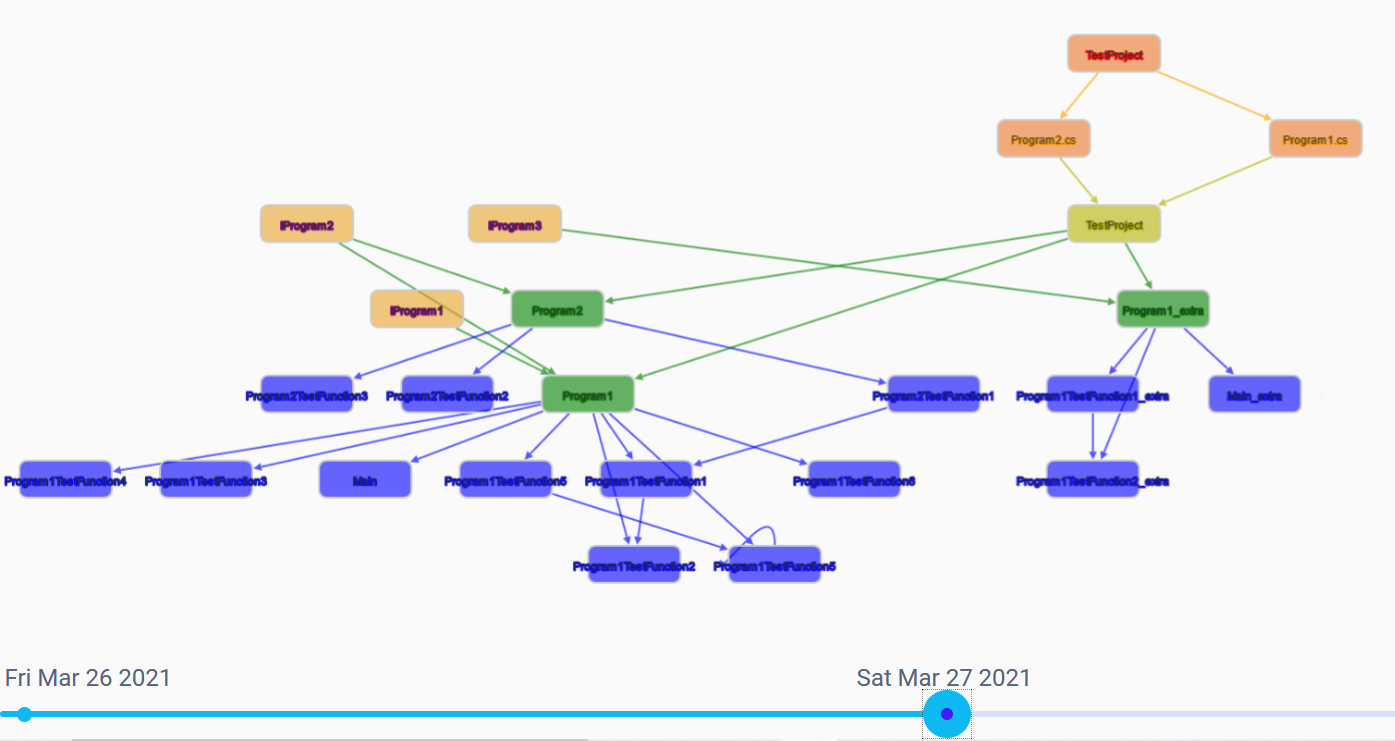 TestProject
Program2.cs
Program1.cs
IProgram2
IProgram3
TestProject
IProgram1
Program2
Program1_extra
Program2TestFunction3
Program2TestFunction2
Program1
Program2TestFunction1
Program1TestFunction1_extra
Main_extra
Program1TestFunction4
Program1TestFunction3
Main
Program1TestFunction5
Program1TestFunction1
Program1TestFunction6
Program1TestFunction2_extra
Program1TestFunction2
Program1TestFunction5
Fri Mar 26 2021
Sat Mar 27 2021